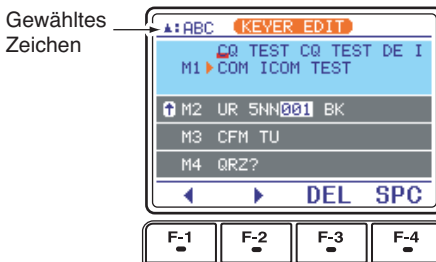 Gewähltes
Zeichen
:ABC KEYER EDIT
CQ TEST CQ TEST DE I
M1 COM ICOM TEST
M2 UR 5NN001 BK
M3 CFM TU
M4 QRZ?
DEL SPC
F-1 F-2 F-3 F-4